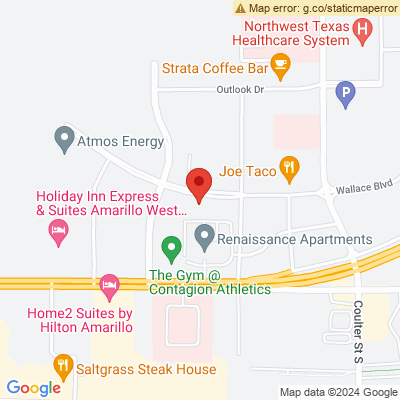 Map error: g.co/staticmaperror
Northwest Texas
Healthcare System
H
Strata Coffee Bar
Outlook Dr
P
Atmos Energy
Joe Taco
Wallace Blvd
Holiday Inn Express
& Suites Amarillo West...
Renaissance Apartments
The Gym @
Contagion Athletics
Home2 Suites by
Hilton Amarillo
Coulter St S
Saltgrass Steak House
Google
Map data ©2024 Google